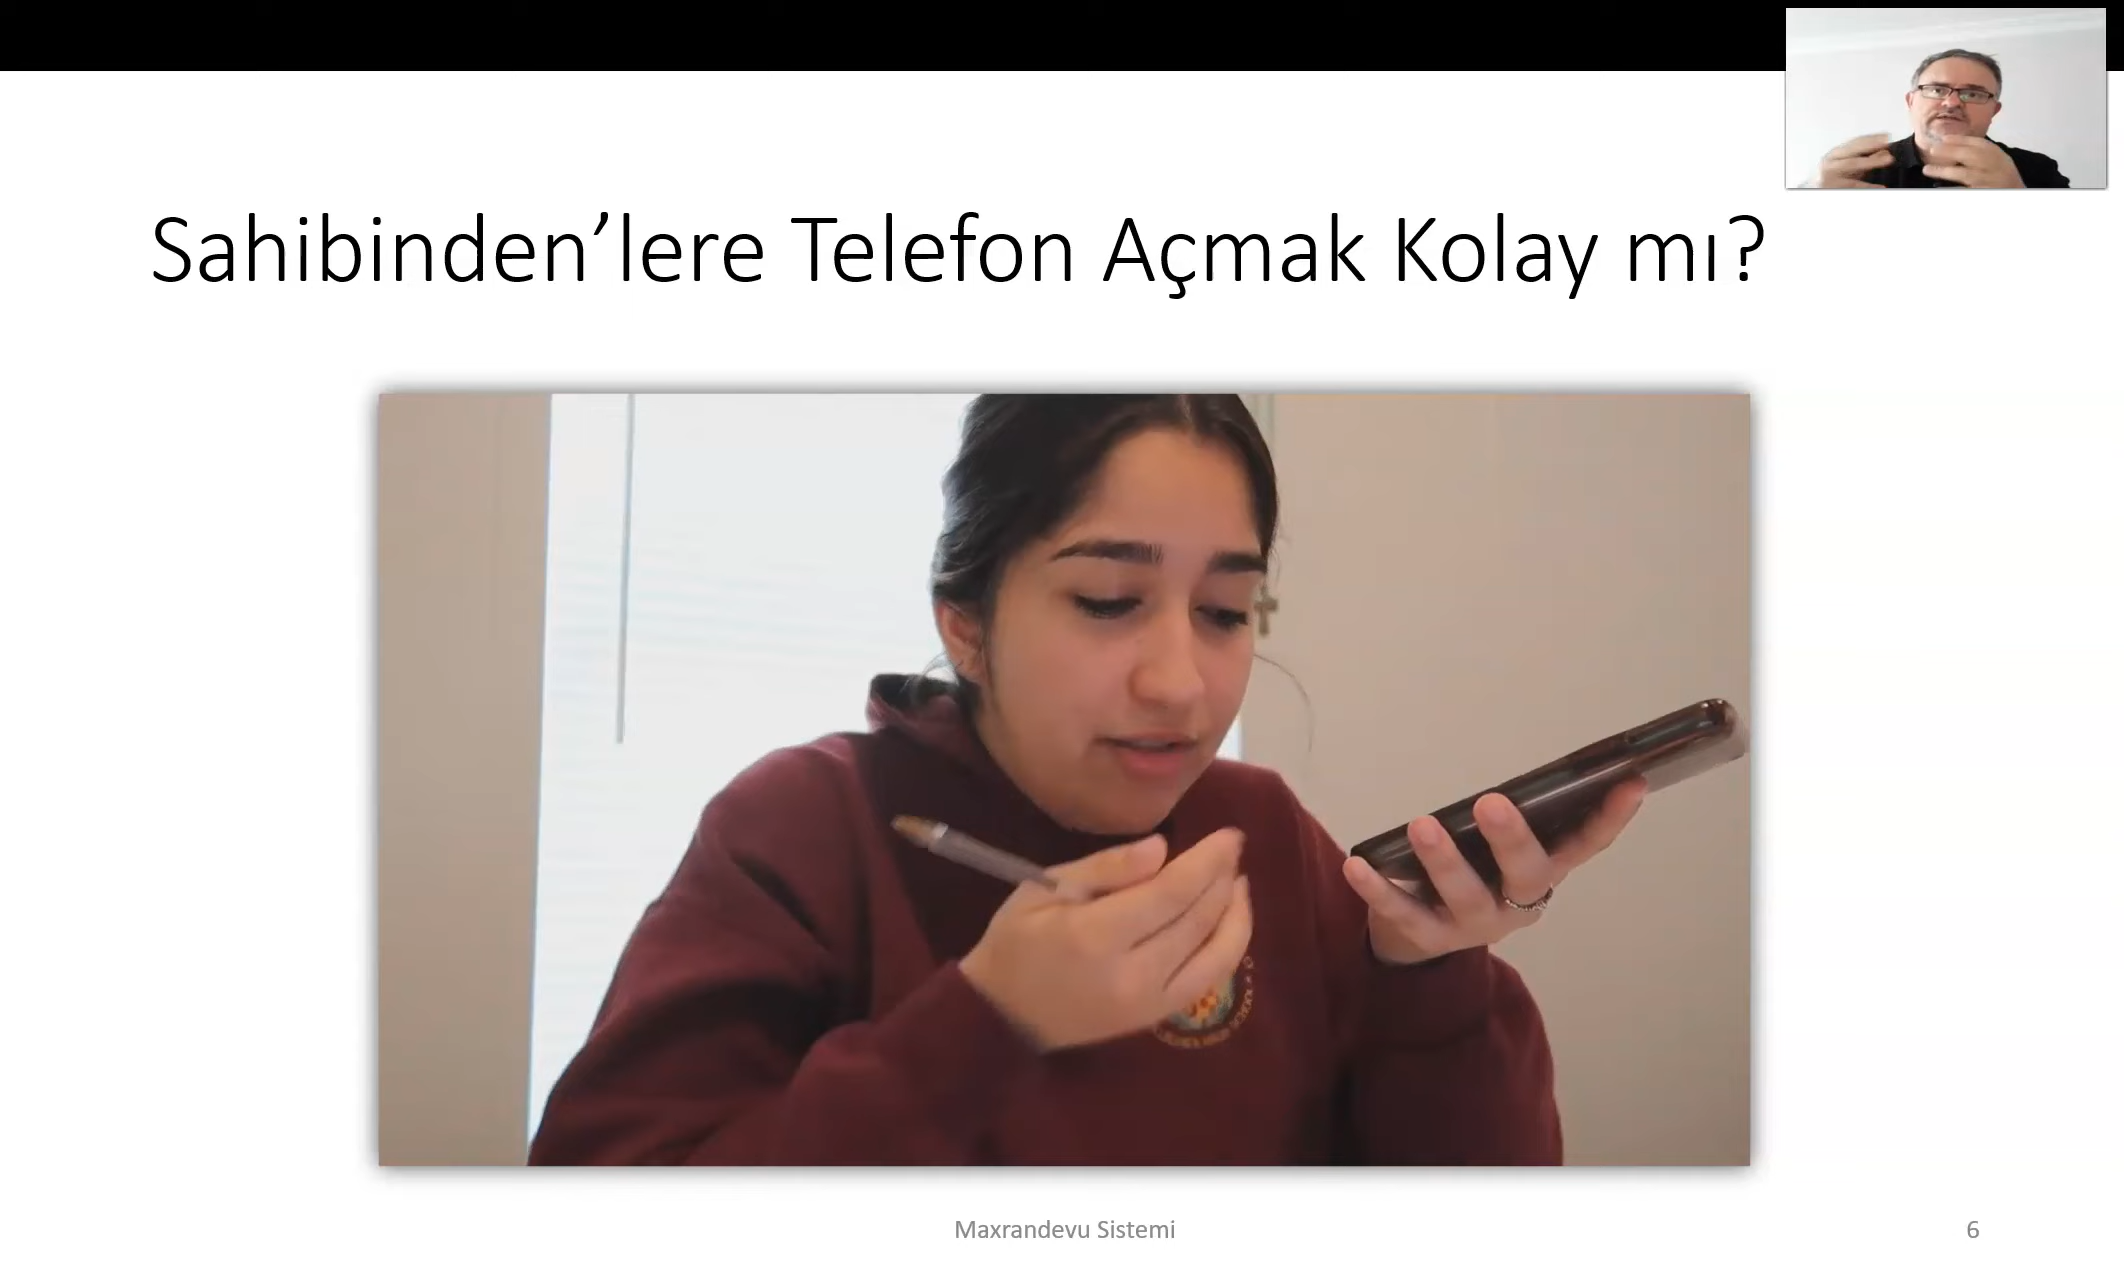 Sahibinden’lere Telefon Açmak Kolay mı?
Maxrandevu Sistemi
6